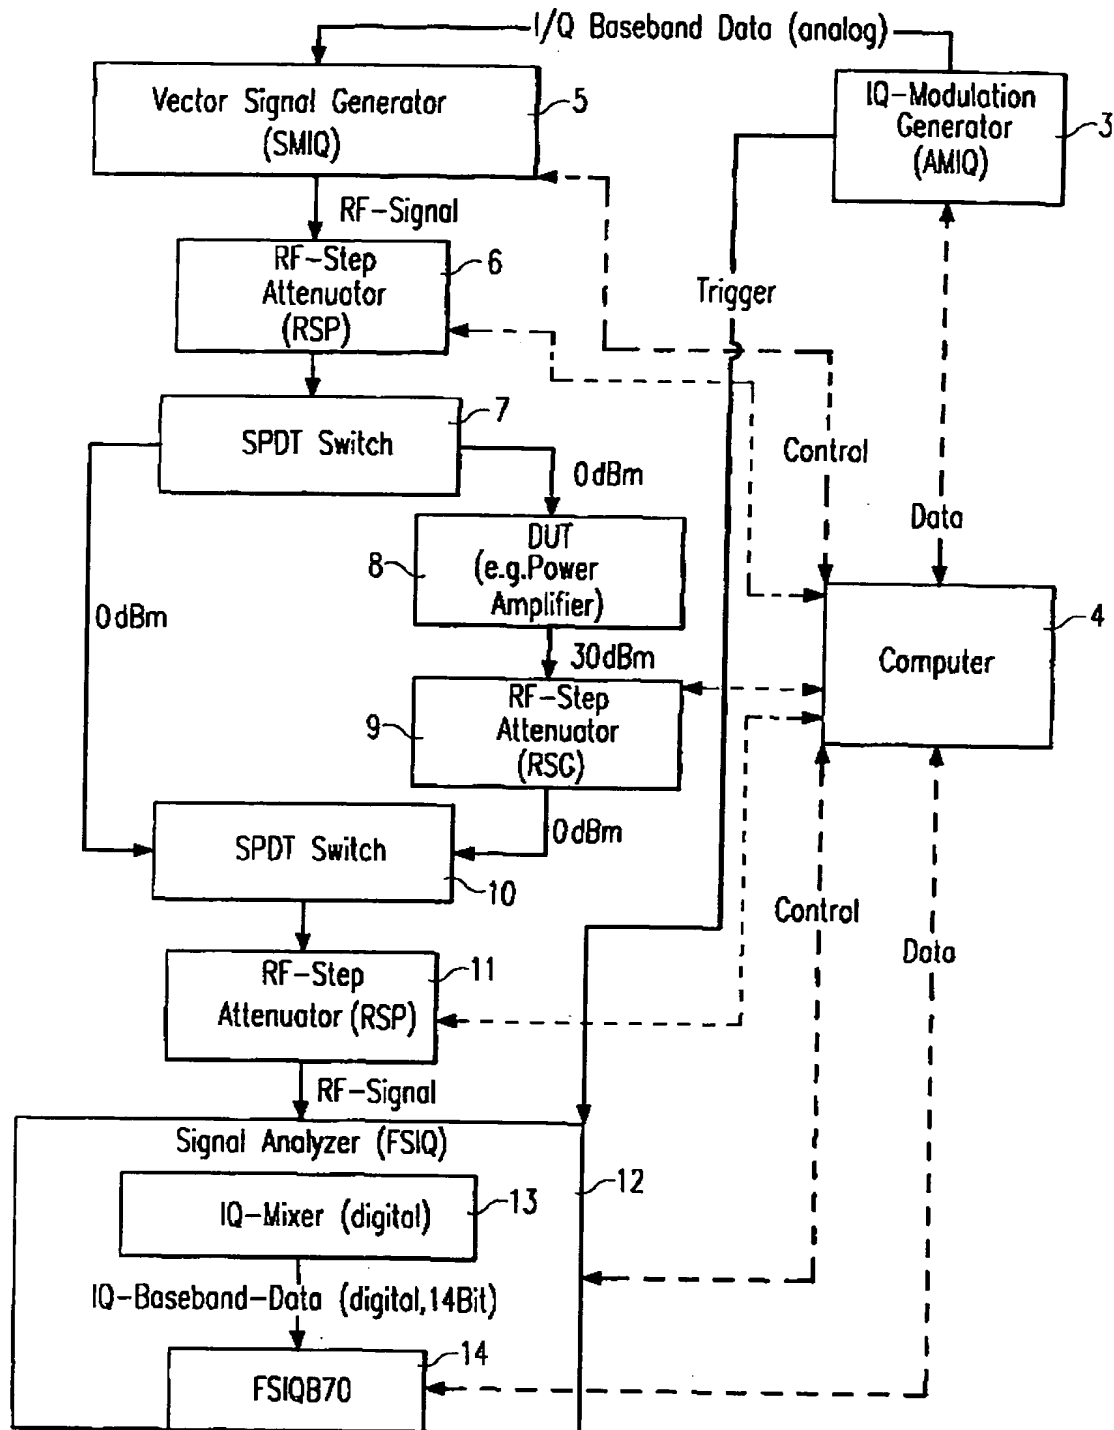 I/Q Baseband Data (analog)
Vector Signal Generator
(SMIQ)
5
IQ-Modulation
Generator
(AMIQ)
3
RF-Signal
RF-Step
Attenuator
(RSP)
6
Trigger
SPDT Switch
7
Control
0dBm
Data
DUT
(e.g.Power
Amplifier)
8
0dBm
30dBm
Computer
4
RF-Step
Attenuator
(RSG)
9
0dBm
SPDT Switch
10
Control
Data
RF-Step
Attenuator (RSP)
11
RF-Signal
Signal Analyzer (FSIQ)
12
IQ-Mixer (digital)
13
IQ-Baseband-Data (digital,14Bit)
FSIQB70
14